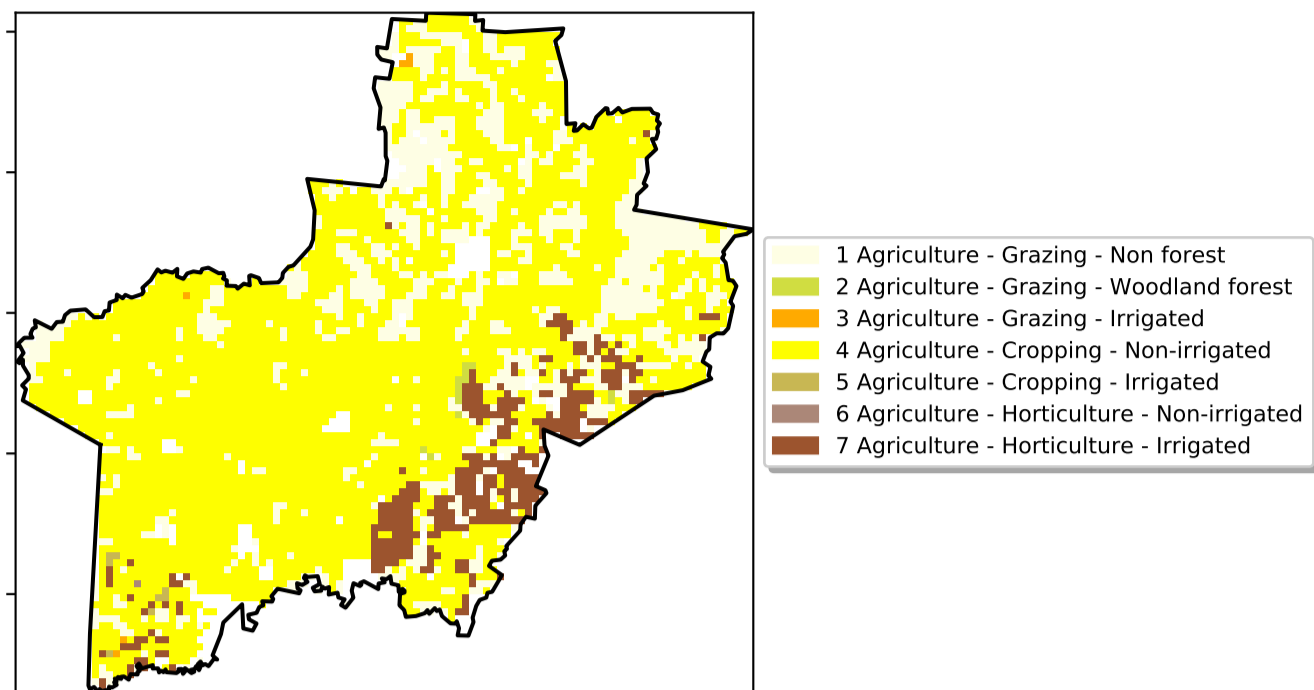 1 Agriculture - Grazing - Non forest
2 Agriculture - Grazing - Woodland forest
3 Agriculture - Grazing - Irrigated
4 Agriculture - Cropping - Non-irrigated
5 Agriculture - Cropping - Irrigated
6 Agriculture - Horticulture - Non-irrigated
7 Agriculture - Horticulture - Irrigated